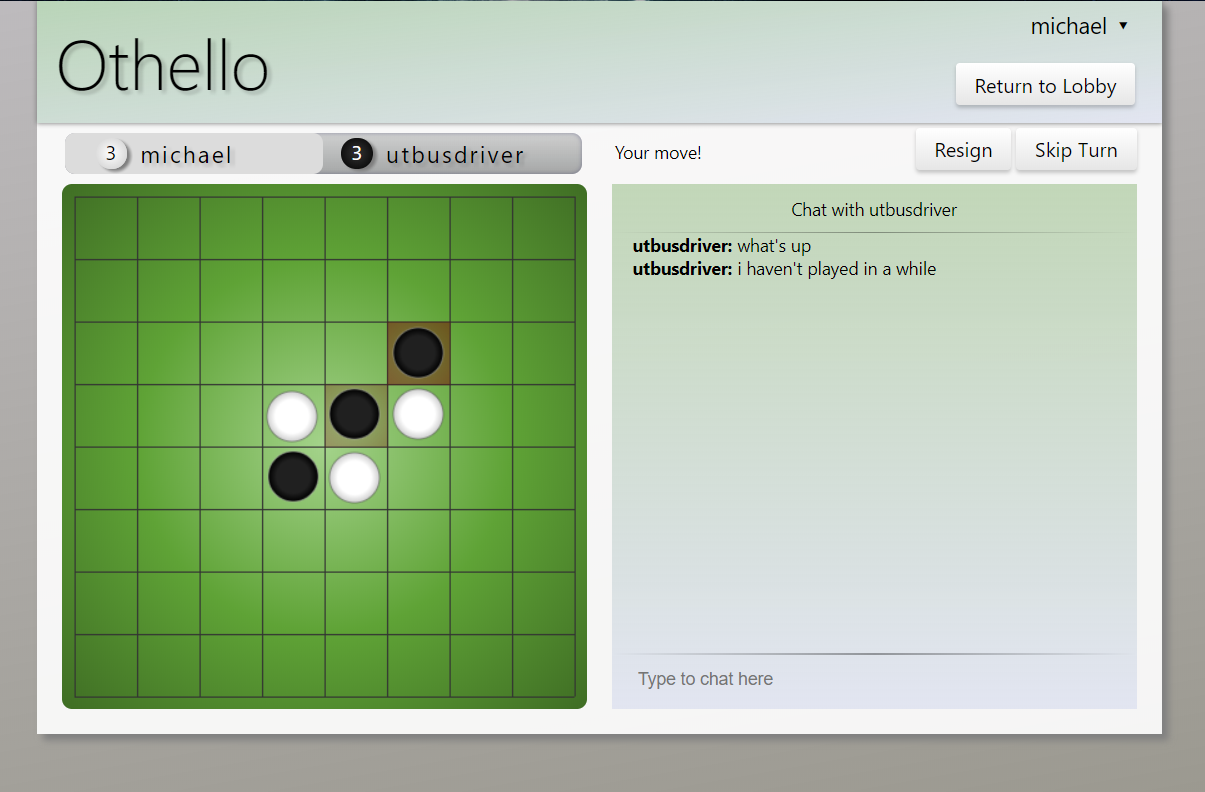 michael ▼
Othello
Return to Lobby
3 michael 3 utbusdriver Your move! Resign Skip Turn
Chat with utbusdriver
utbusdriver: what's up
utbusdriver: i haven't played in a while
Type to chat here